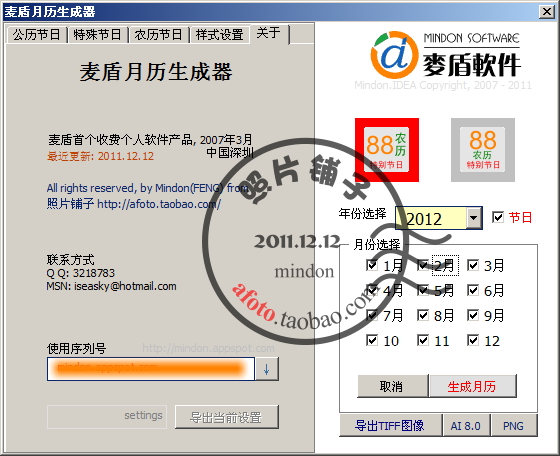 麦盾月历生成器
公历节日 特殊节日 农历节日 样式设置 关于
麦盾月历生成器
麦盾首个收费个人软件产品, 2007年3月
最近更新: 2011.12.12 中国深圳
All rights reserved, by Mindon(FENG) from
照片铺子 http://afoto.taobao.com/
联系方式
Q Q: 3218783
MSN: iseasky@hotmail.com
使用序列号 http://mindon.appspot.com
↓
settings 导出当前设置
MINDON SOFTWARE
麥盾軟件
Mindon.IDEA Copyright, 2007 - 2011
88 农历
特别节日
88
农历
特别节日
年份选择 2012 节日
月份选择
1月 2月 3月
4月 5月 6月
7月 8月 9月
10 11 12
取消 生成月历
导出TIFF图像 AI 8.0 PNG
照片铺子
2011.12.12
mindon
afoto.taobao.com